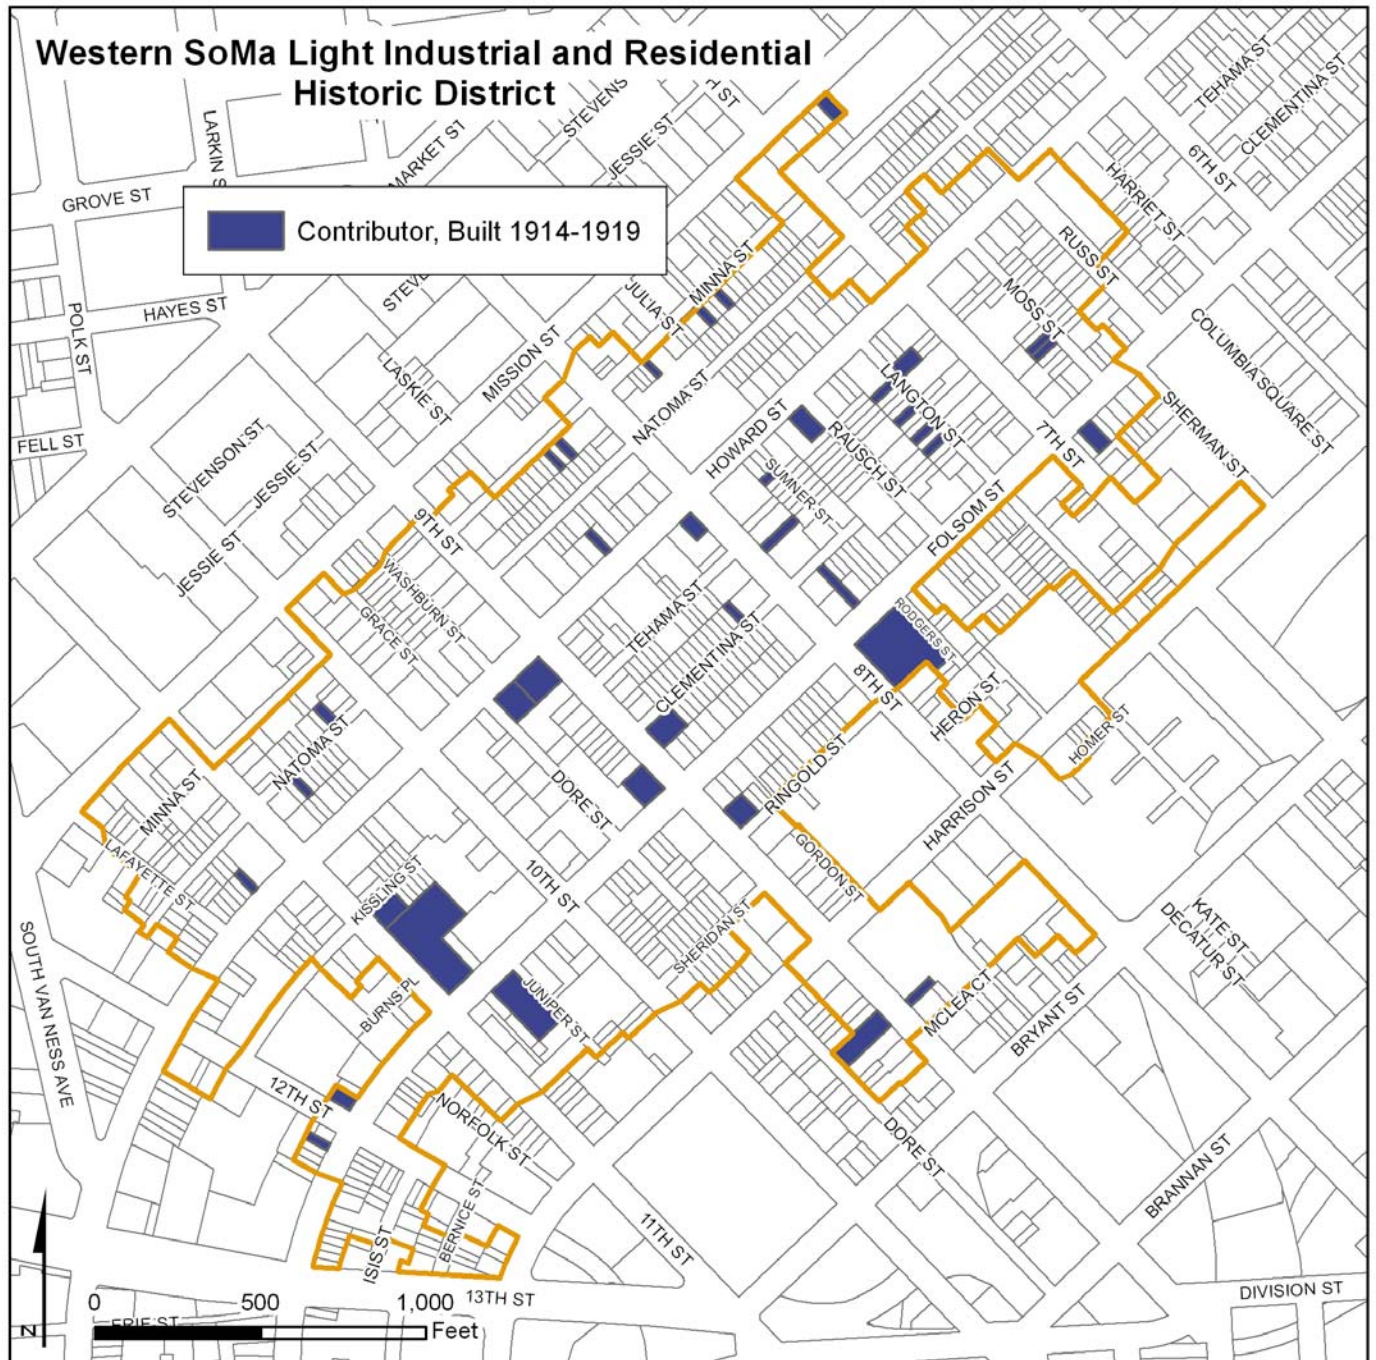 Western SoMa Light Industrial and Residential
Historic District
Contributor, Built 1914-1919
STEVENS
H ST
TEHAMA ST
CLEMENTINA ST
LARKIN S
MARKET ST
JESSIE ST
6TH ST
GROVE ST
HARRIET ST
RUSS ST
HAYES ST
STEVE
JULIA ST
MINNA ST
MOSS ST
POLK ST
COLUMBIA SQUARE ST
LASKIE ST
MISSION ST
NATOMA ST
LANGTON ST
SHERMAN ST
FELL ST
STEVENSON ST
JESSIE ST
HOWARD ST
RAUSCH ST
7TH ST
SUMNER ST
FOLSOM ST
JESSIE ST
9TH ST
WASHBURN ST
GRACE ST
TEHAMA ST
CLEMENTINA ST
RODGERS ST
8TH ST
HERON ST
HOMER ST
NATOMA ST
MINNA ST
DORE ST
RINGOLD ST
HARRISON ST
LAFAYETTE ST
KISSLING ST
10TH ST
GORDON ST
SHERIDAN ST
KATE ST
DECATUR ST
SOUTH VAN NESS AVE
BURNS PL
JUNIPER ST
MCLEA CT
BRYANT ST
12TH ST
NORFOLK ST
DORE ST
BRANNAN ST
ISIS ST
BERNICE ST
11TH ST
13TH ST
DIVISION ST
ERIE ST
0 500 1,000
Feet
N